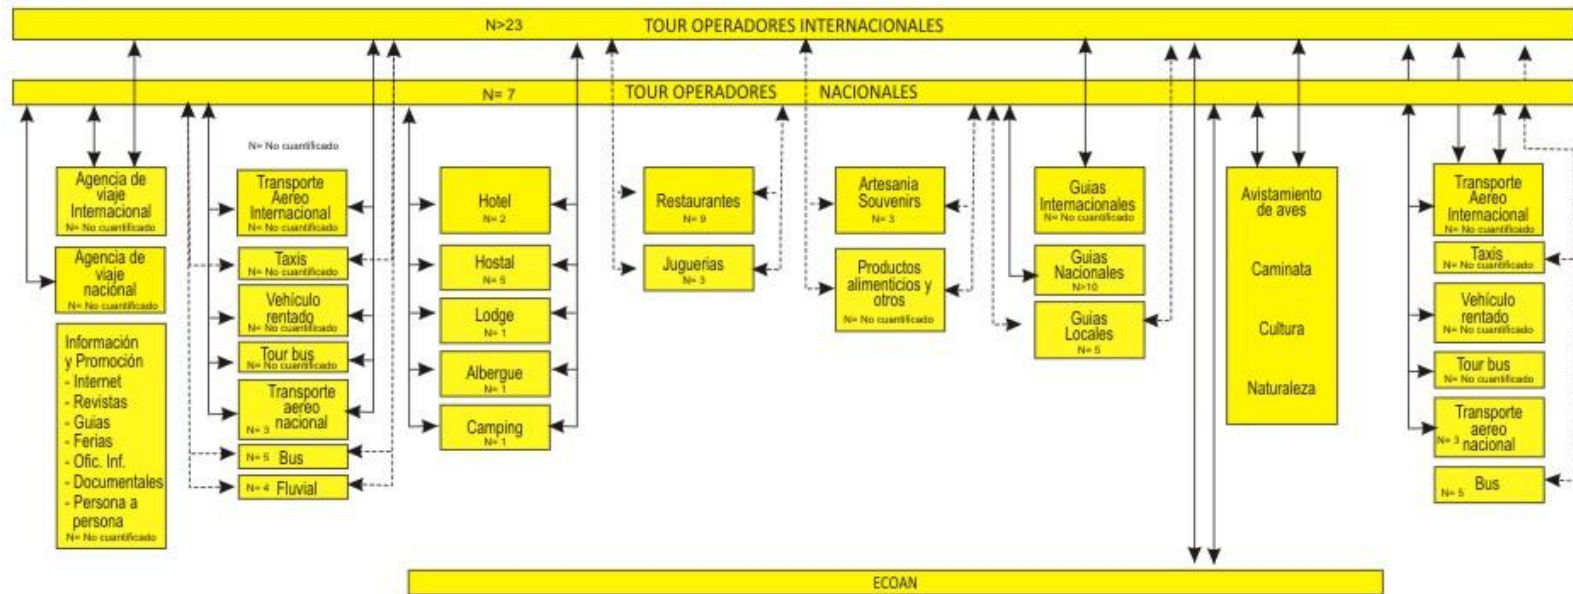 N>23 TOUR OPERADORES INTERNACIONALES
N= 7 TOUR OPERADORES NACIONALES
Agencia de
viaje
Internacional
N= No cuantificado
Agencia de
viaje
nacional
N= No cuantificado
Información
y Promoción
- Internet
- Revistas
- Guias
- Ferias
- Ofic. Inf.
- Documentales
- Persona a
persona
N= No cuantificado
N= No cuantificado
Transporte
Aereo
Internacional
N= No cuantificado
Taxis
N= No cuantificado
Vehículo
rentado
N= No cuantificado
Tour bus
N= No cuantificado
Transporte
aereo
N= 3 nacional
N= 5 Bus
N= 4 Fluvial
Hotel
N= 2
Hostal
N= 5
Lodge
N= 1
Albergue
N= 1
Camping
N= 1
Restaurantes
N= 9
Juguerias
N= 3
Artesania
Souvenirs
N= 3
Productos
alimenticios y
otros
N= No cuantificado
Guias
Internacionales
N= No cuantificado
Guias
Nacionales
N>10
Guias
Locales
N= 5
Avistamiento
de aves
Caminata
Cultura
Naturaleza
Transporte
Aereo
Internacional
N= No cuantificado
Taxis
N= No cuantificado
Vehículo
rentado
N= No cuantificado
Tour bus
N= No cuantificado
Transporte
N= 3 aereo
nacional
Bus
N= 5
ECOAN